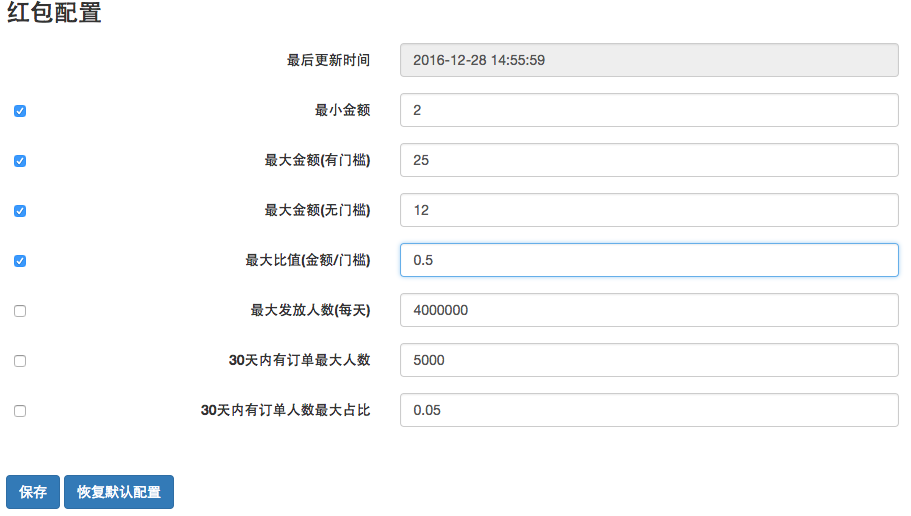 红包配置
最后更新时间 2016-12-28 14:55:59
最小金额 2
最大金额(有门槛) 25
最大金额(无门槛) 12
最大比值(金额/门槛) 0.5
最大发放人数(每天) 4000000
30天内有订单最大人数 5000
30天内有订单人数最大占比 0.05
保存 恢复默认配置